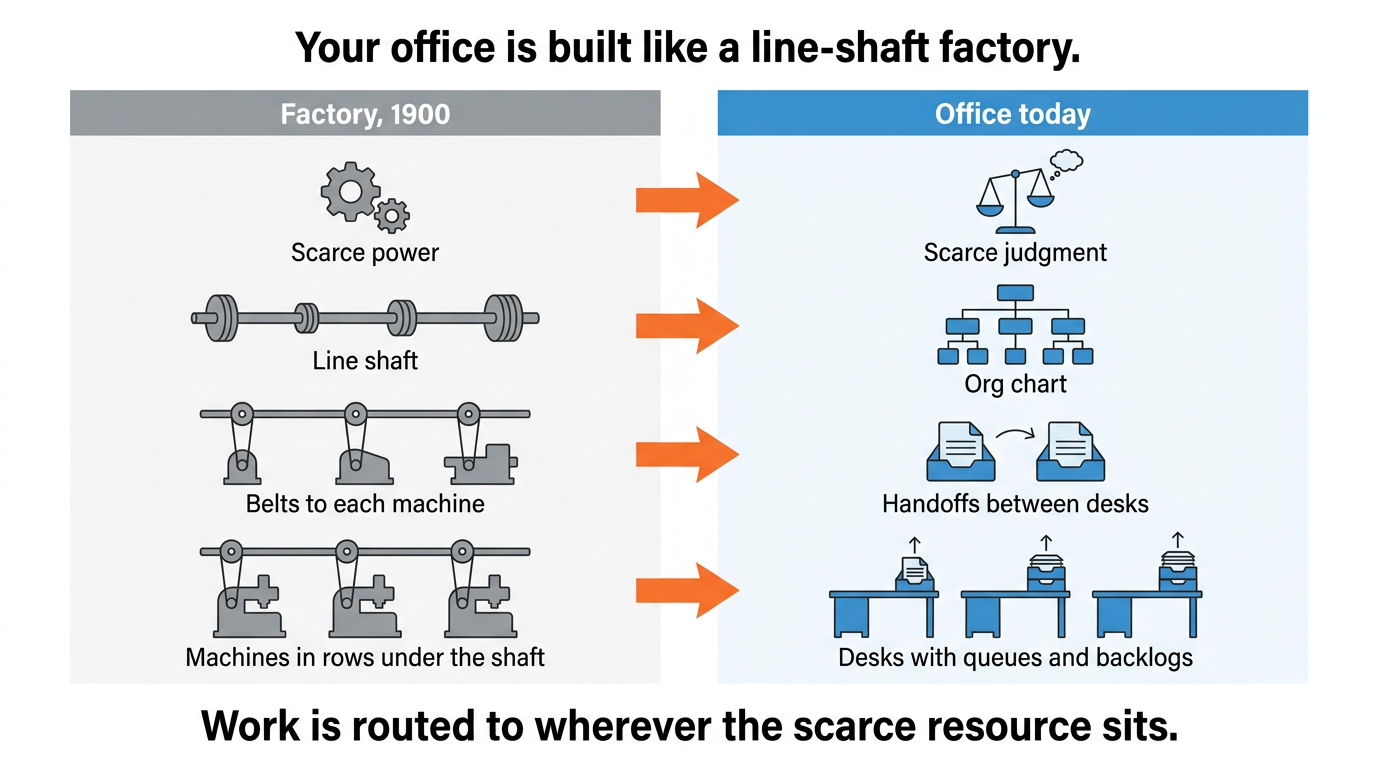 Your office is built like a line-shaft factory.
Factory, 1900
Office today
Scarce power
Scarce judgment
Line shaft
Org chart
Belts to each machine
Handoffs between desks
Machines in rows under the shaft
Desks with queues and backlogs
Work is routed to wherever the scarce resource sits.